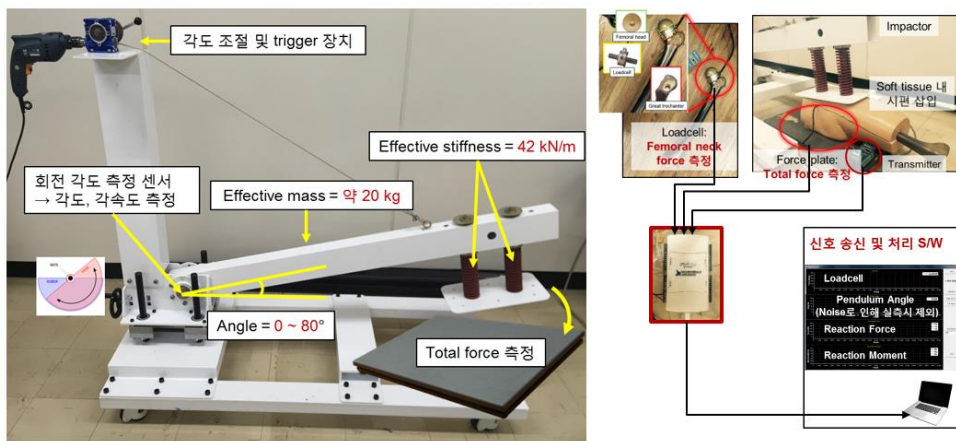 각도 조절 및 trigger 장치
Effective stiffness = 42 kN/m
회전 각도 측정 센서
→ 각도, 각속도 측정
Effective mass = 약 20 kg
Angle = 0 ~ 80°
Total force 측정
Femoral head
Loadcell
Great trochanter
Loadcell:
Femoral neck
force 측정
Impactor
Soft tissue 내
시편 삽입
Force plate:
Total force 측정
Transmitter
신호 송신 및 처리 S/W
Loadcell
Pendulum Angle
(Noise로 인해 실측시 제외)
Reaction Force
Reaction Moment